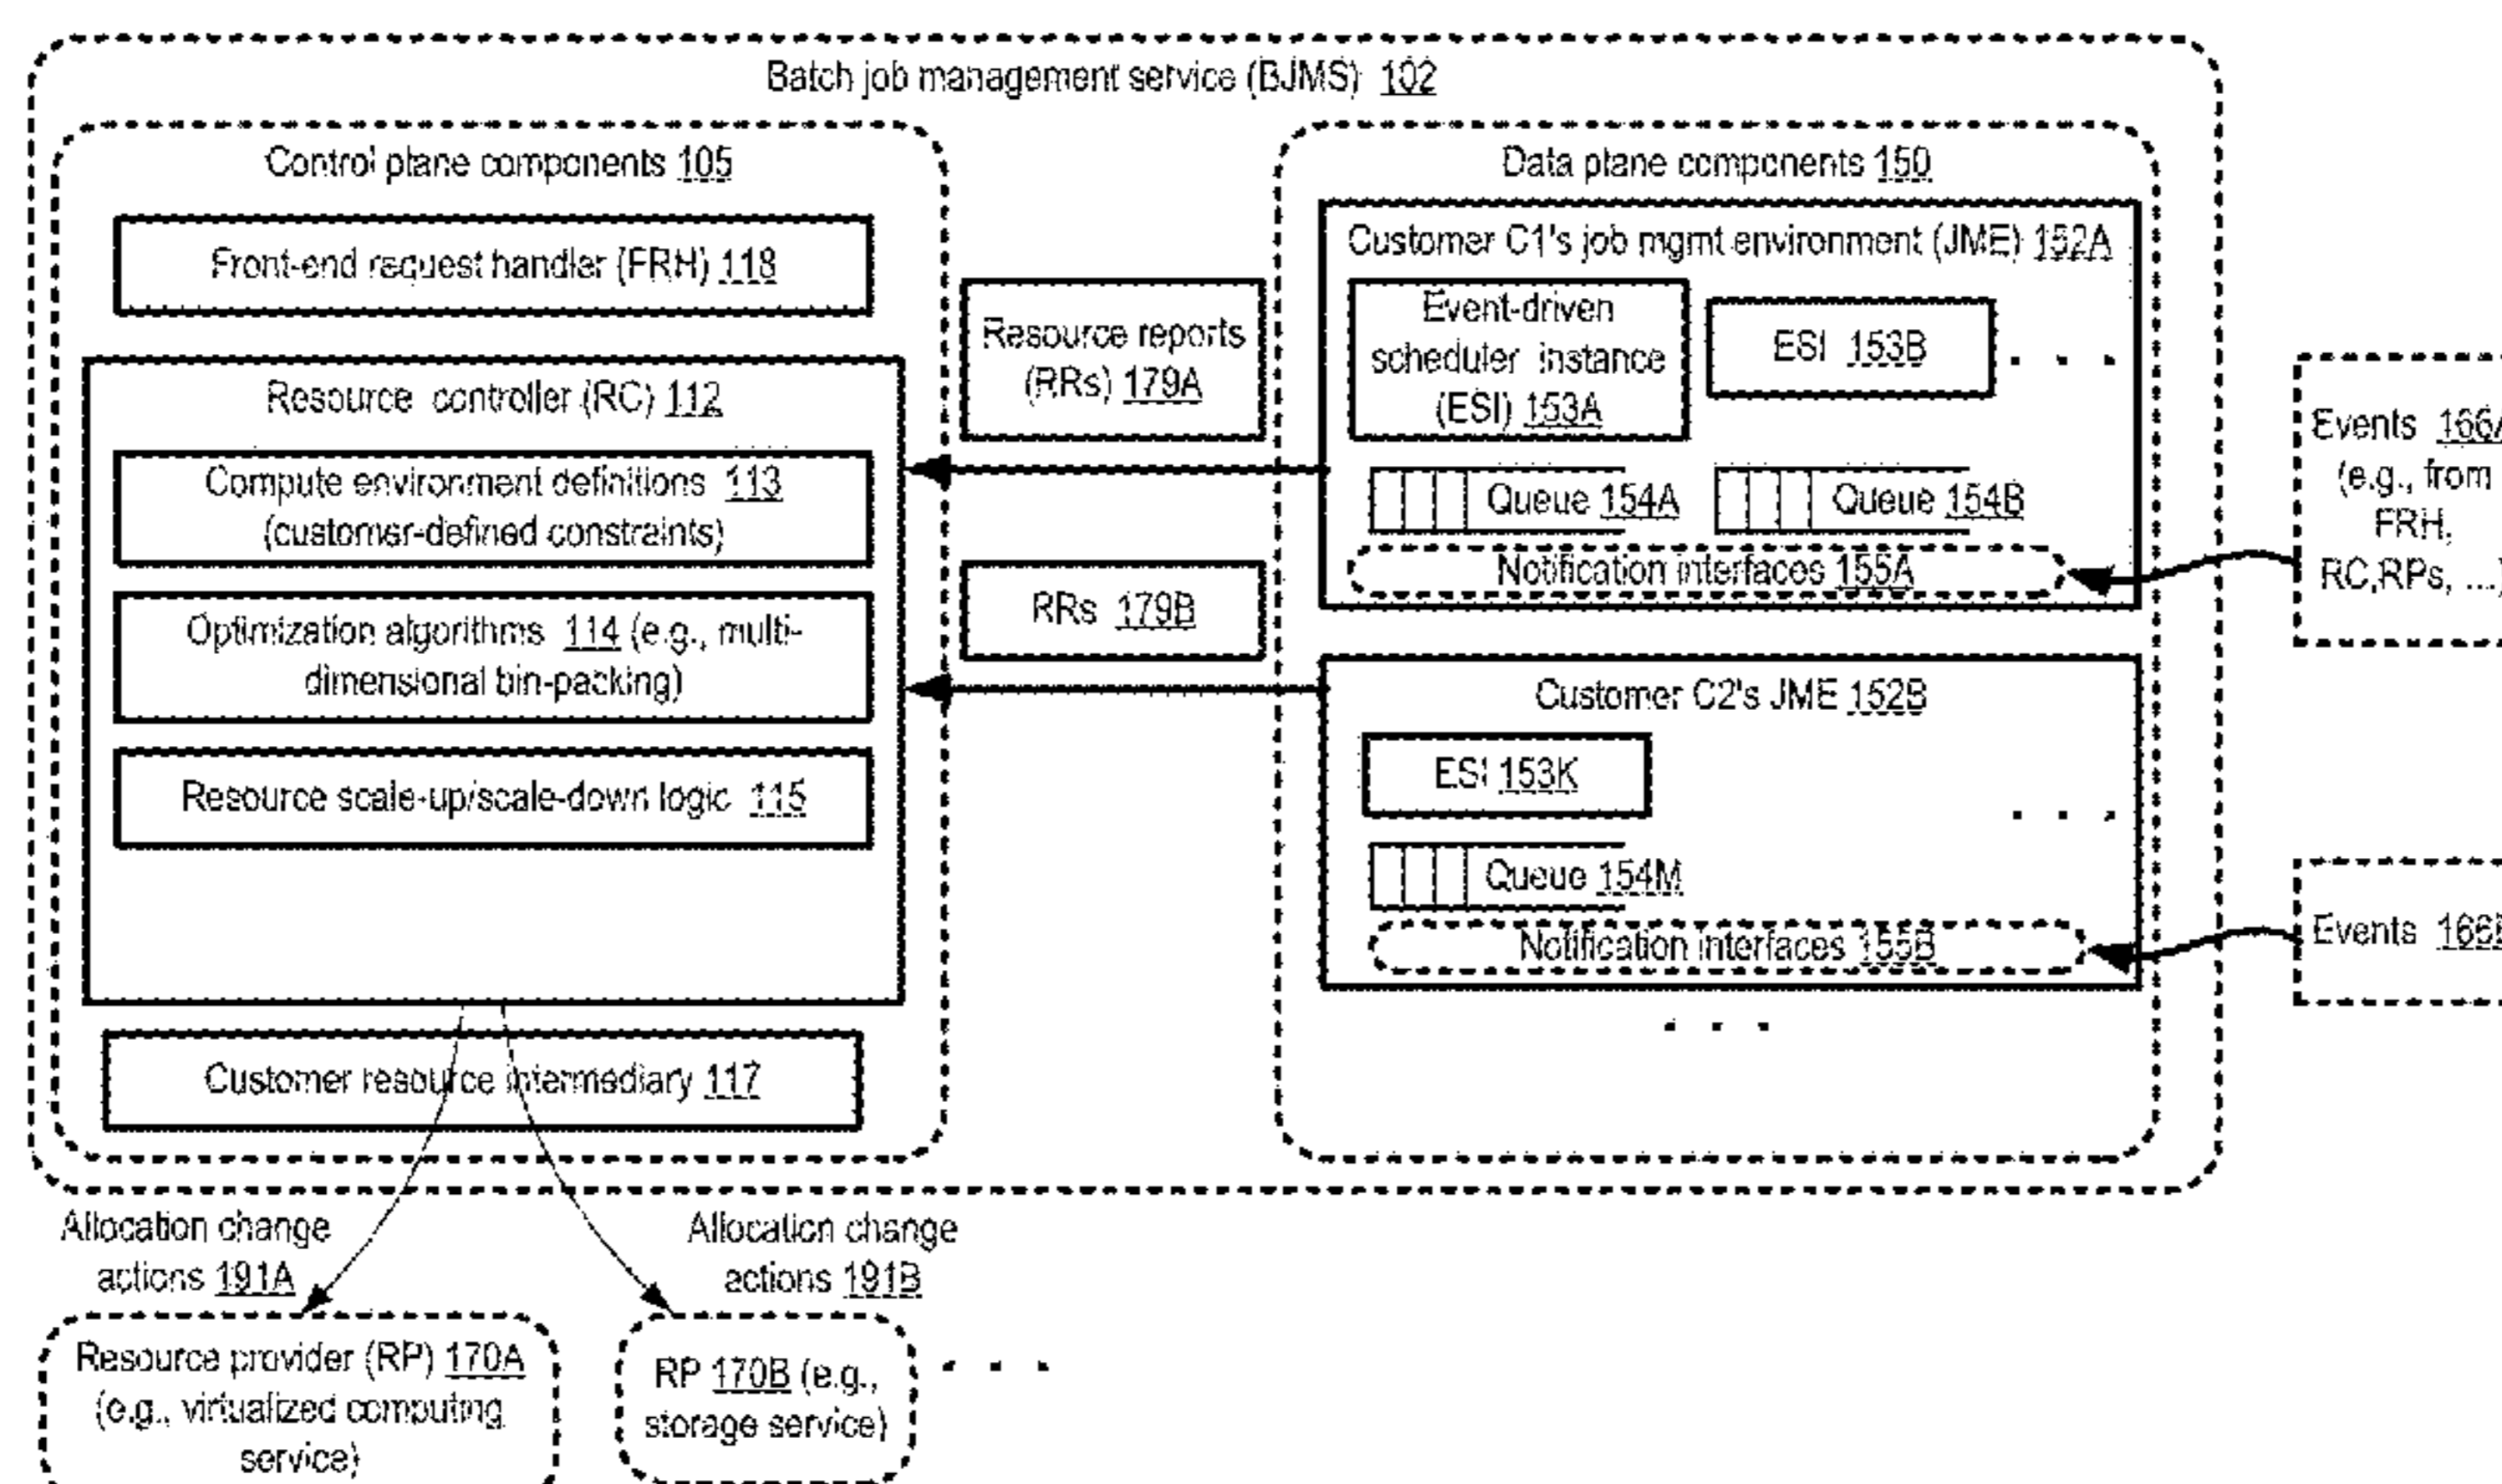 Batch job management service (BJMS) 102
Control plane components 105
Front-end request handler (FRH) 118
Resource controller (RC) 112
Compute environment definitions 113
(customer-defined constraints)
Optimization algorithms 114 (e.g., multi-
dimensional bin-packing)
Resource scale-up/scale-down logic 115
Customer resource intermediary 117
Resource reports
(RRs) 179A
RRs 179B
Data plane components 150
Customer C1's job mgmt environment (JME) 152A
Event-driven
scheduler instance
(ESI) 153A
ESI 153B
. . .
Queue 154A
Queue 154B
Notification interfaces 155A
Customer C2's JME 152B
ESI 153K
. . .
Queue 154M
Notification interfaces 155B
. . .
Events 166A
(e.g., from
FRH,
RC,RPs, ...)
Events 166B
Allocation change
actions 191A
Allocation change
actions 191B
Resource provider (RP) 170A
(e.g., virtualized computing
service)
RP 170B (e.g.,
storage service)
. . .